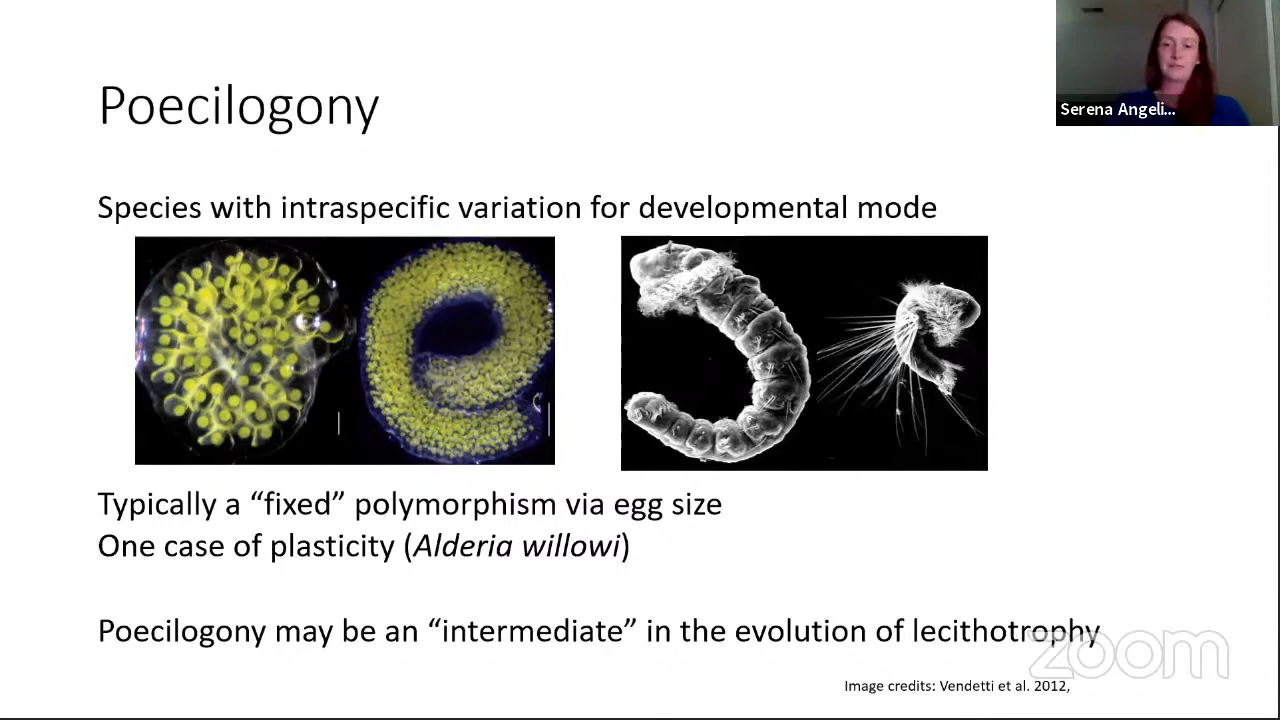 Poecilogony
Serena Angeli...
Species with intraspecific variation for developmental mode
Typically a “fixed” polymorphism via egg size
One case of plasticity (Alderia willowi)
Poecilogony may be an “intermediate” in the evolution of lecithotrophy
zoom
Image credits: Vendetti et al. 2012,